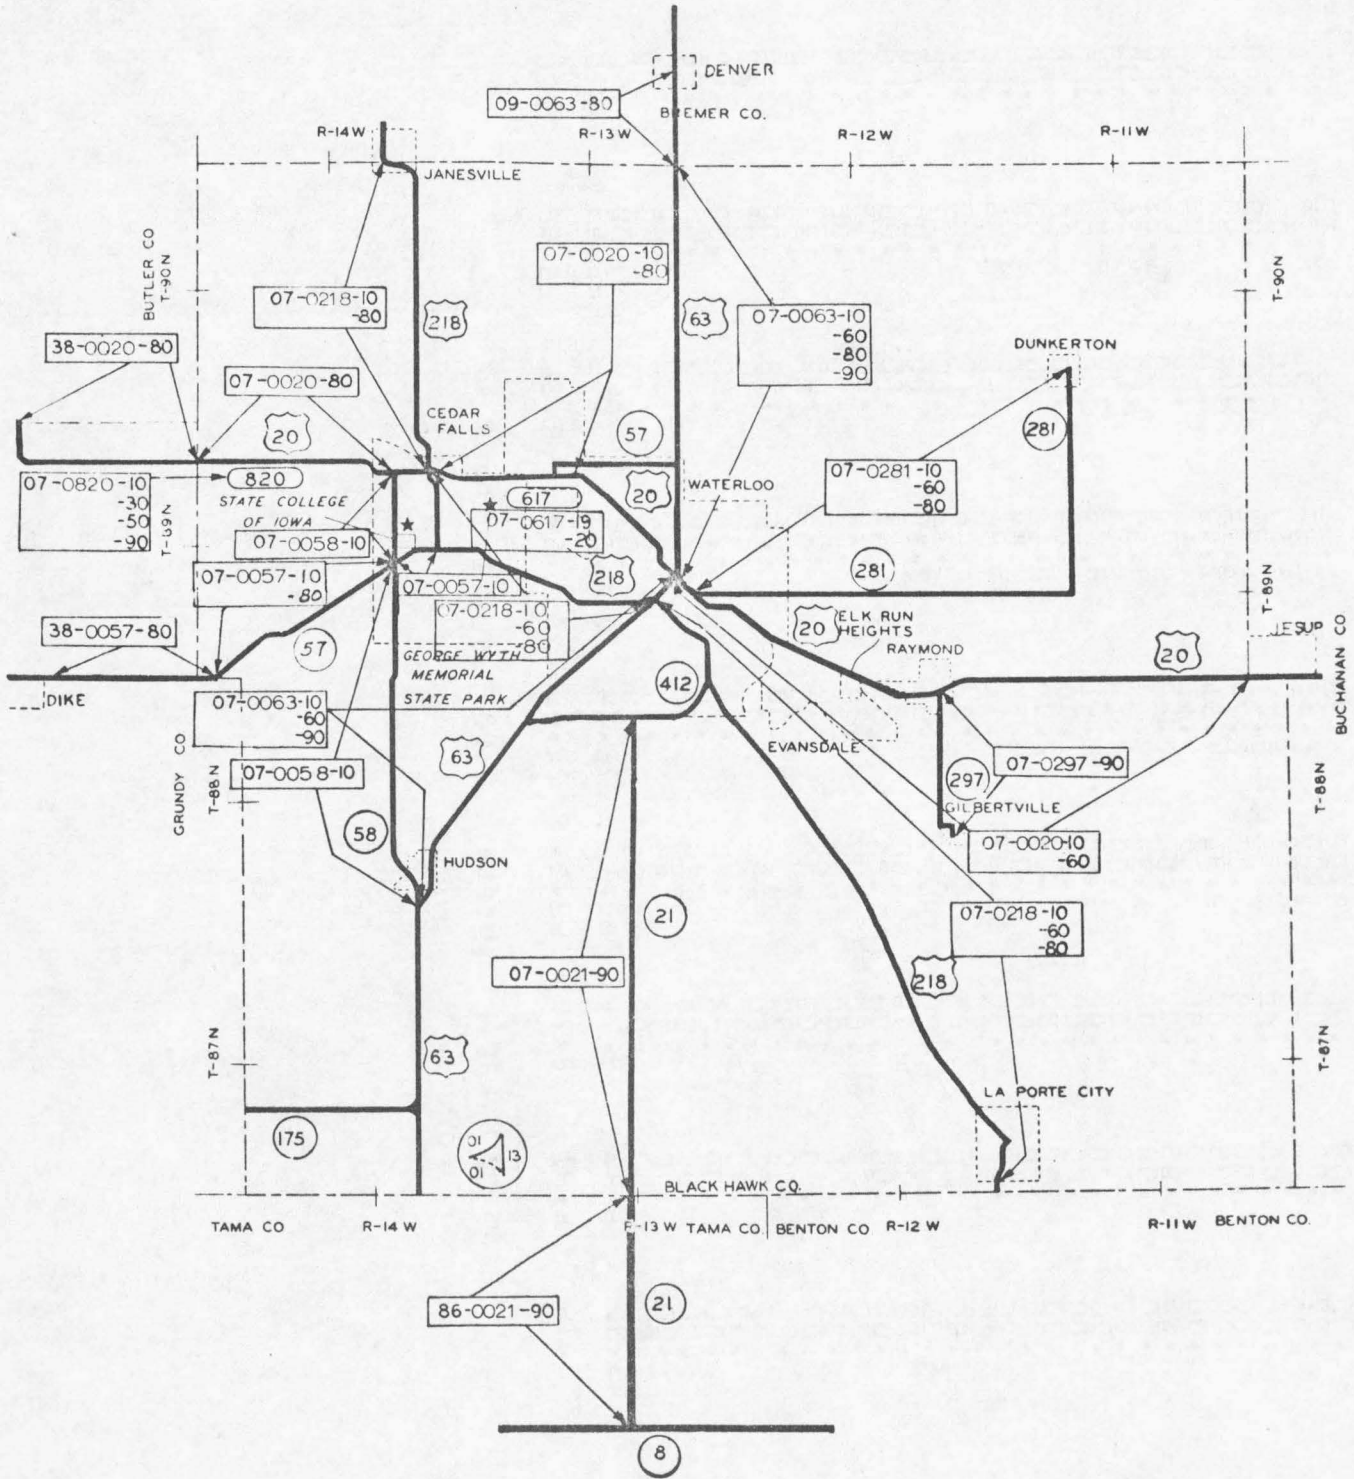 DENVER
09-0063-80
BREMER CO.
R-14W
R-13W
R-12W
R-11W
JANESVILLE
BUTLER CO
T-90N
T-90N
07-0020-10
-80
07-0218-10
-80
218
63
07-0063-10
-60
-80
-90
38-0020-80
DUNKERTON
07-0020-80
CEDAR
FALLS
20
57
281
07-0281-10
-60
-80
07-0820-10
-30
-50
-90
820
STATE COLLEGE
OF IOWA
617
20
WATERLOO
07-0617-19
-20
T-89N
07-0058-10
07-0057-10
-80
07-0057-10
218
281
T-89N
07-0218-10
-60
-80
38-0057-80
57
GEORGE WYTH
MEMORIAL
STATE PARK
20
ELK RUN
HEIGHTS
RAYMOND
20
JESUP
BUCHANAN CO
DIKE
412
07-0063-10
-60
-90
63
EVANSDALE
07-0297-90
GRUNDY CO
T-88N
07-0058-10
297
GILBERTVILLE
T-88N
58
HUDSON
07-0020-10
-60
21
07-0218-10
-60
-80
07-0021-90
218
T-87N
63
T-87N
LA PORTE CITY
175
01
13
01
BLACK HAWK CO.
TAMA CO
R-14 W
R-13 W
TAMA CO.
BENTON CO
R-12 W
R-11 W
BENTON CO.
86-0021-90
21
8